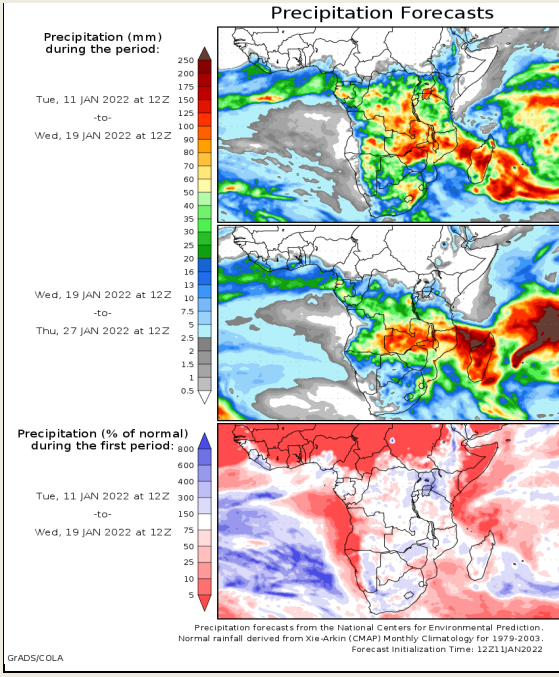 Precipitation Forecasts
Precipitation (mm)
during the period:
Tue, 11 JAN 2022 at 12Z
-to-
Wed, 19 JAN 2022 at 12Z
250
200
175
150
125
100
90
80
70
60
50
40
35
30
25
20
16
13
10
7.5
5
2.5
2
1.5
1
0.5
Wed, 19 JAN 2022 at 12Z
-to-
Thu, 27 JAN 2022 at 12Z
Precipitation (% of normal)
during the first period:
Tue, 11 JAN 2022 at 12Z
-to-
Wed, 19 JAN 2022 at 12Z
800
600
400
300
150
75
50
25
10
5
Precipitation forecasts from the National Centers for Environmental Prediction.
Normal rainfall derived from Xie-Arkin (CMAP) Monthly Climatology for 1979-2003.
Forecast Initialization Time: 12Z11JAN2022
GrADS/COLA